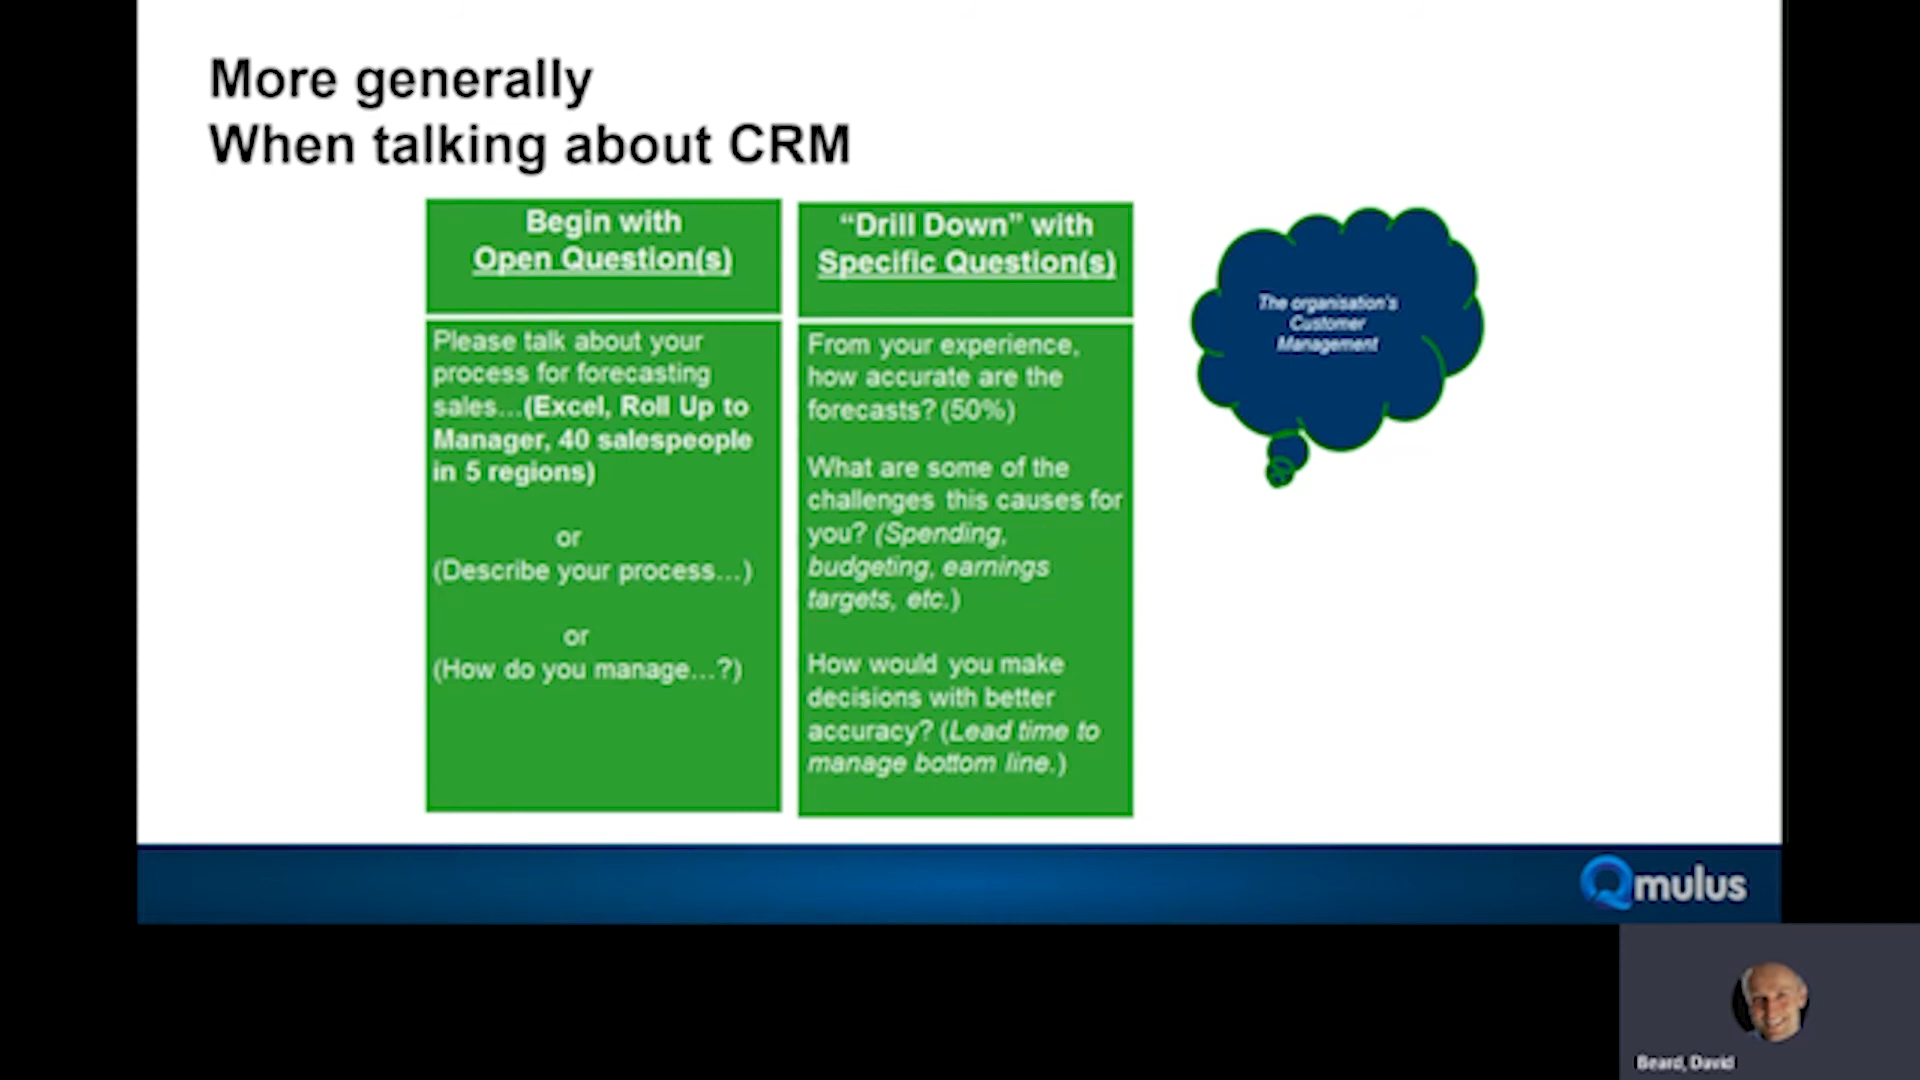 More generally
When talking about CRM
Begin with
Open Question(s)
Please talk about your
process for forecasting
sales...(Excel, Roll Up to
Manager, 40 salespeople
in 5 regions)
or
(Describe your process...)
or
(How do you manage...?)
“Drill Down” with
Specific Question(s)
From your experience,
how accurate are the
forecasts? (50%)
What are some of the
challenges this causes for
you? (Spending,
budgeting, earnings
targets, etc.)
How would you make
decisions with better
accuracy? (Lead time to
manage bottom line.)
The organisation's
Customer
Management
Qmulus
Beard, David